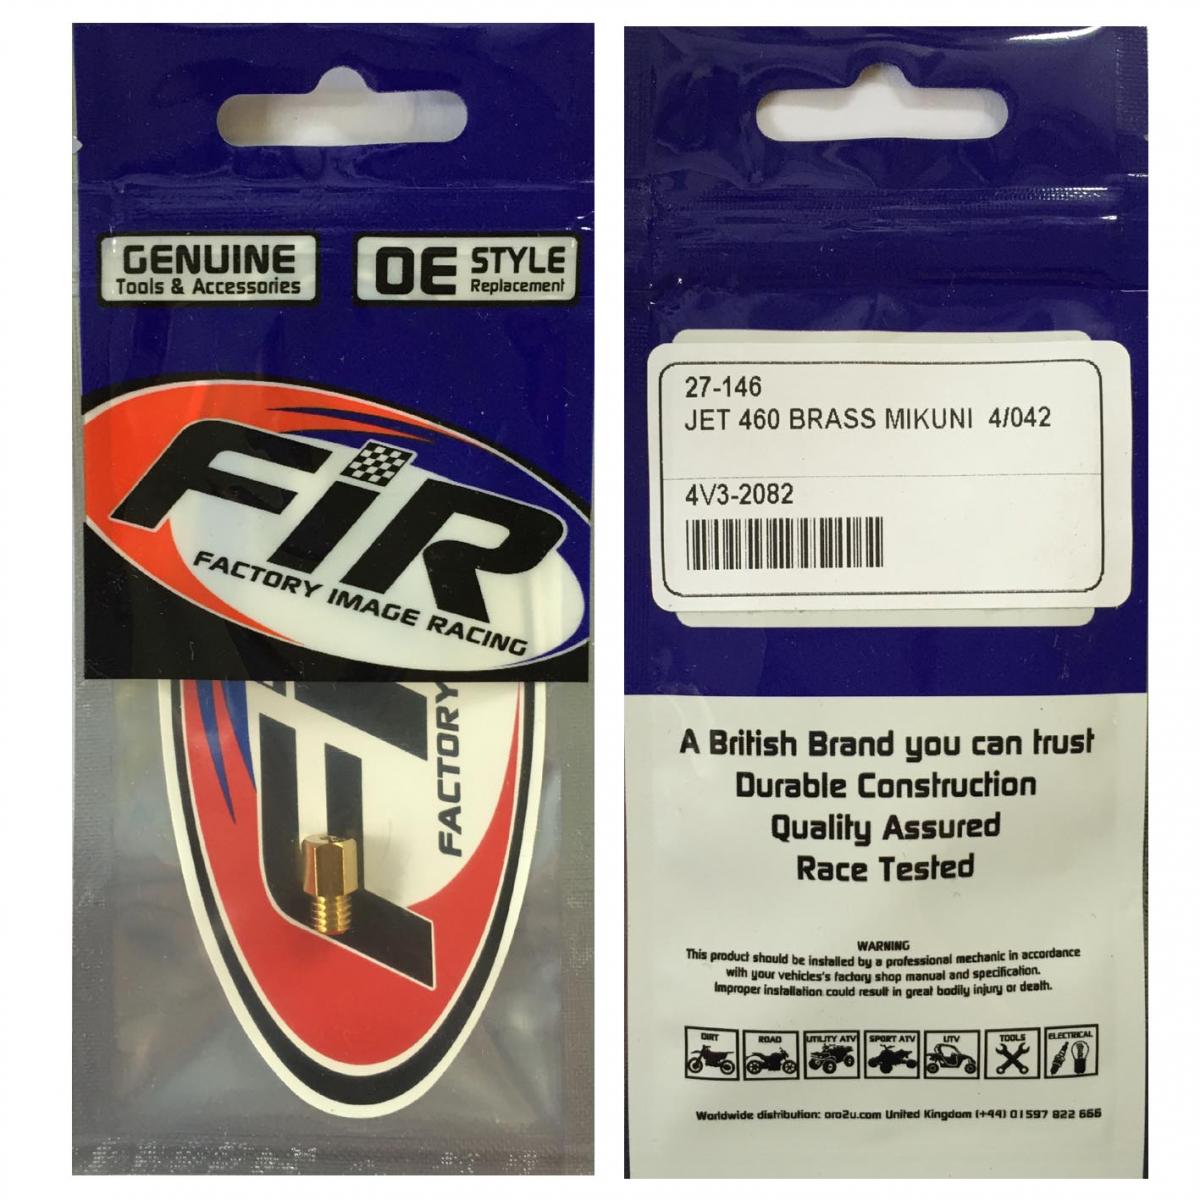 GENUINE
Tools & Accessories
OE STYLE
Replacement
FiR
FACTORY IMAGE RACING
FACTORY
27-146
JET 460 BRASS MIKUNI 4/042
4V3-2082
A British Brand you can trust
Durable Construction
Quality Assured
Race Tested
WARNING
This product should be installed by a professional mechanic in accordance
with your vehicles's factory shop manual and specification.
Improper installation could result in great bodily injury or death.
DIRT
ROAD
UTILITY ATV
SPORT ATV
UTV
TOOLS
ELECTRICAL
Worldwide distribution: oro2u.com United Kingdom (+44) 01597 822 666